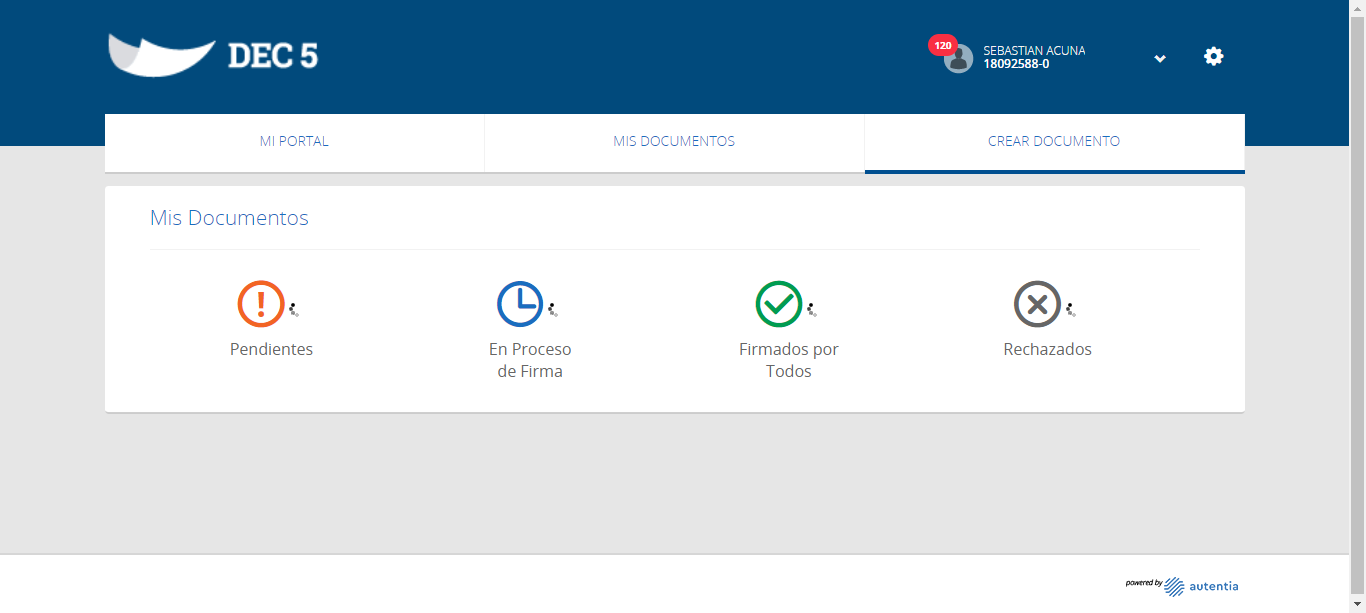 DEC 5
120
SEBASTIAN ACUNA
18092588-0
MI PORTAL
MIS DOCUMENTOS
CREAR DOCUMENTO
Mis Documentos
Pendientes
En Proceso
de Firma
Firmados por
Todos
Rechazados
powered by autentia